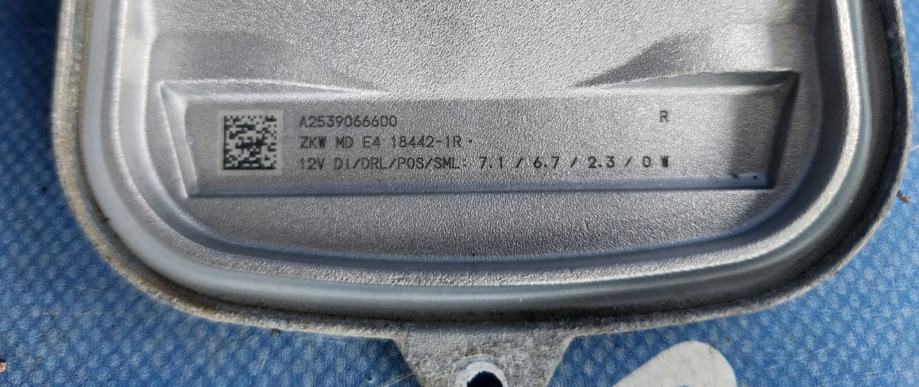 A2539066600 R
ZKW MD E4 18442-1R·
12V DI/DRL/POS/SML: 7.1 / 6.7 / 2.3 / 0 W